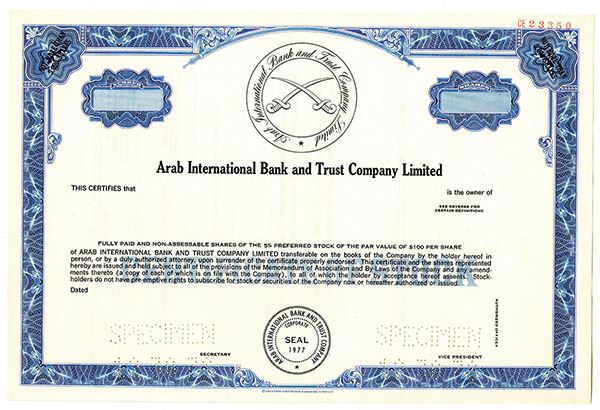 CE 23350
NUMBER
SHARES
Arab International Bank and Trust Company Limited
Arab International Bank and Trust Company Limited
THIS CERTIFIES that
is the owner of
SEE REVERSE FOR
CERTAIN DEFINITIONS
FULLY PAID AND NON-ASSESSABLE SHARES OF THE $5 PREFERRED STOCK OF THE PAR VALUE OF $100 PER SHARE
of ARAB INTERNATIONAL BANK AND TRUST COMPANY LIMITED transferable on the books of the Company by the holder hereof in
person, or by a duly authorized attorney, upon surrender of the certificate properly endorsed. This certificate and the shares represented
hereby are issued and held subject to all of the provisions of the Memorandum of Association and By-Laws of the Company and any amend-
ments thereto (a copy of each of which is on file with the Company), to all of which the holder by acceptance hereof assents. Stock-
holders do not have pre-emptive rights to subscribe for stock or securities of the Company now or hereafter authorized or issued.
Dated
SPECIMEN
SECRETARY
ARAB INTERNATIONAL BANK AND TRUST COMPANY
CORPORATE
SEAL
1977
SPECIMEN
VICE PRESIDENT
AUTHORIZED OFFICER